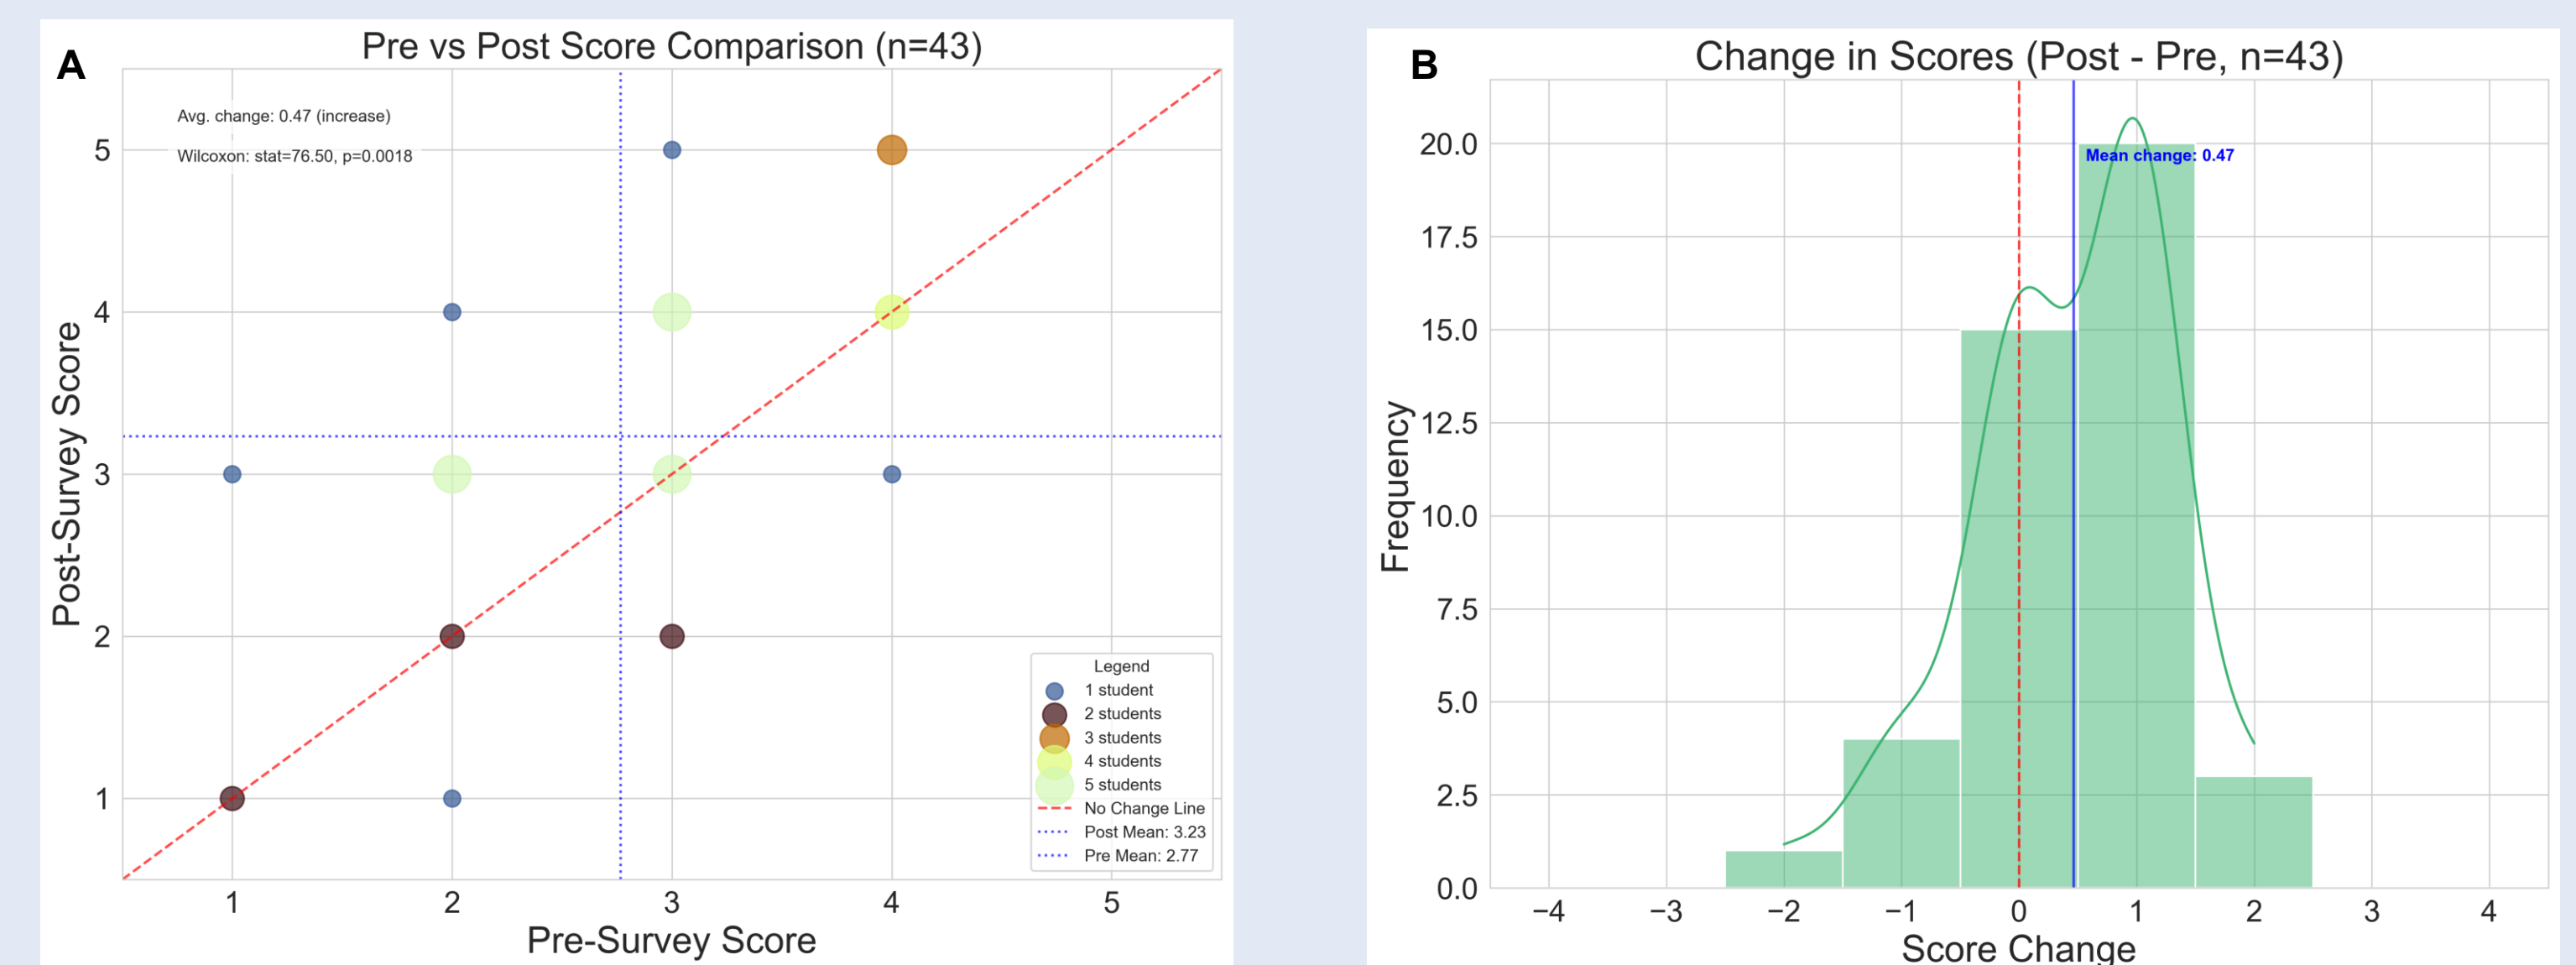 A
Pre vs Post Score Comparison (n=43)
Avg. change: 0.47 (increase)
Wilcoxon: stat=76.50, p=0.0018
5
4
3
2
1
Post-Survey Score
Legend
1 student
2 students
3 students
4 students
5 students
No Change Line
Post Mean: 3.23
Pre Mean: 2.77
1 2 3 4 5
Pre-Survey Score
B
Change in Scores (Post - Pre, n=43)
Mean change: 0.47
20.0
17.5
15.0
12.5
10.0
7.5
5.0
2.5
0.0
Frequency
−4 −3 −2 −1 0 1 2 3 4
Score Change